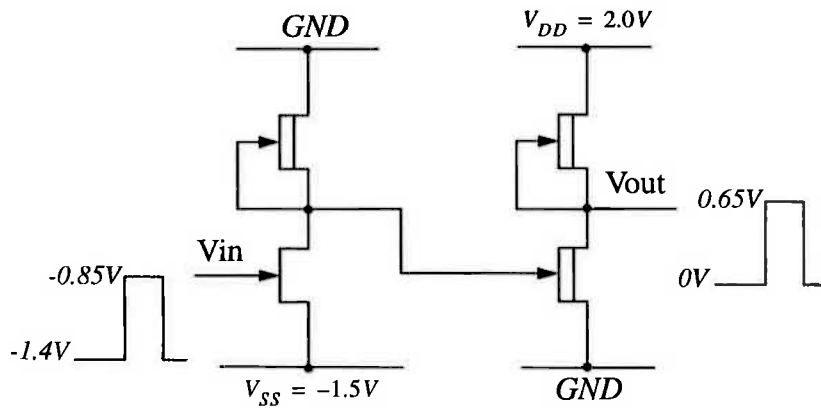 GND
V_DD = 2.0V
Vout
0.65V
Vin
-0.85V
0V
-1.4V
V_SS = −1.5V
GND